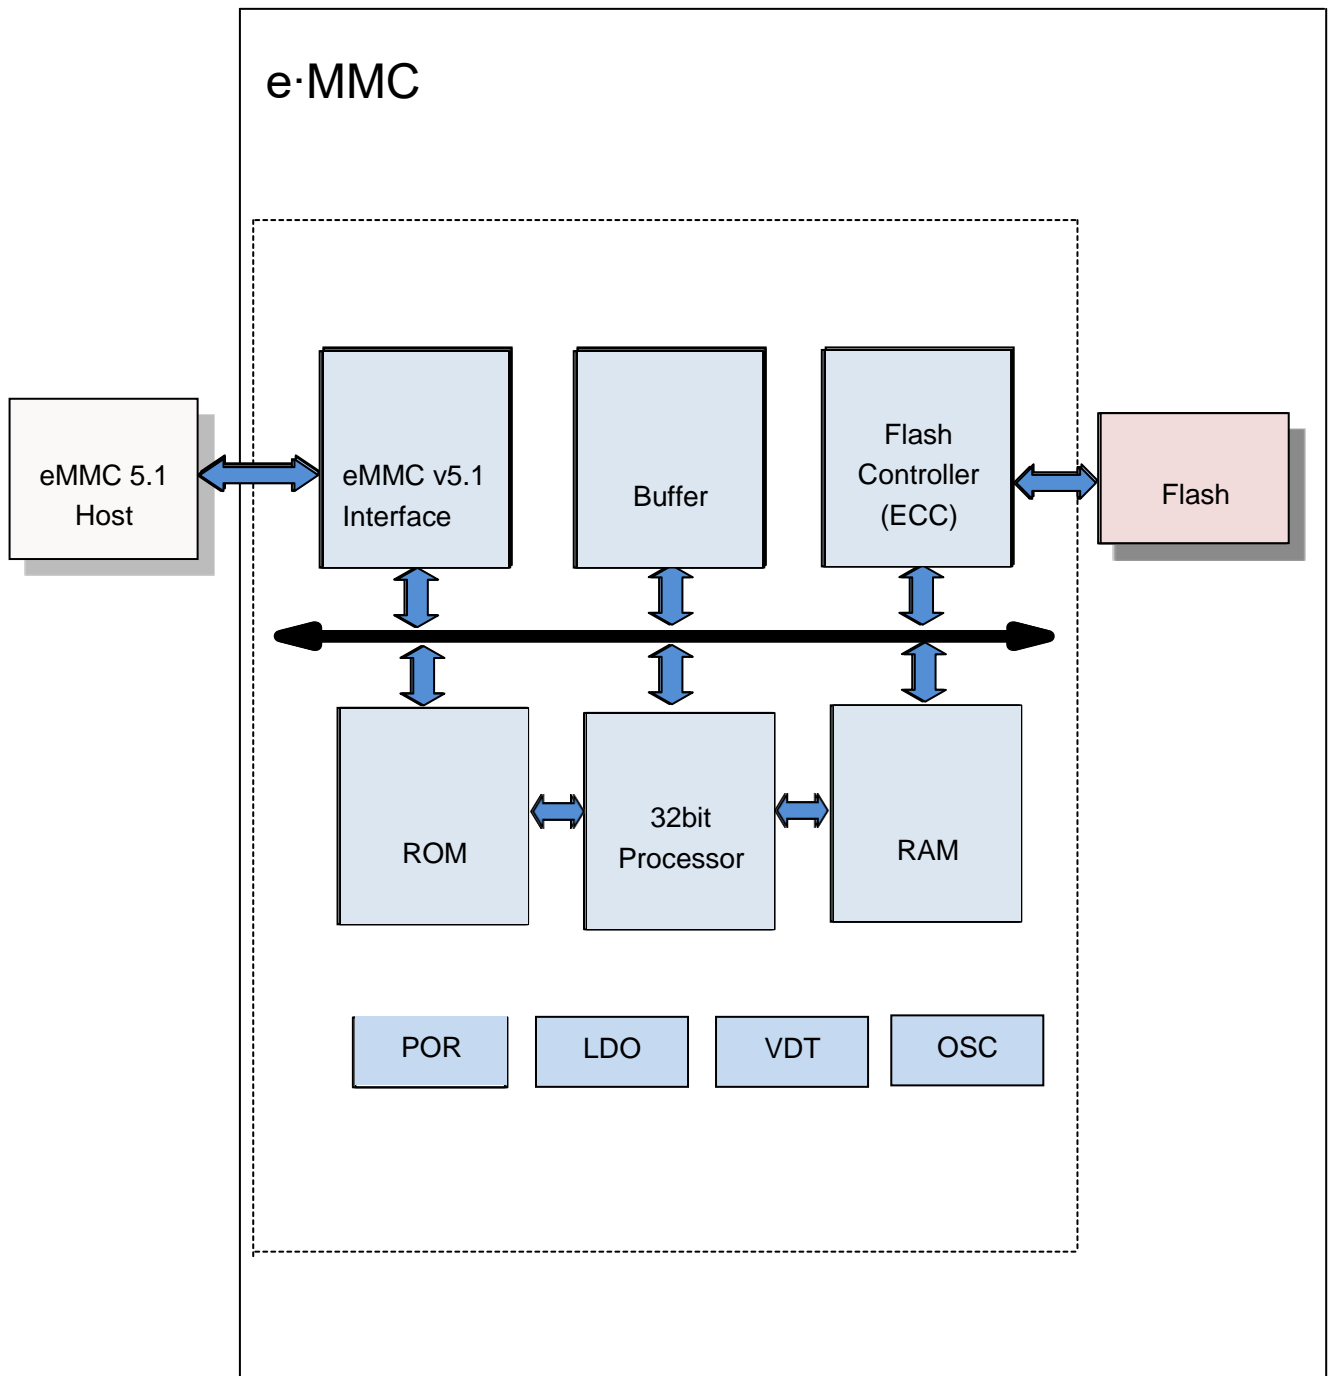 e·MMC
eMMC 5.1
Host
eMMC v5.1
Interface
Buffer
Flash
Controller
(ECC)
Flash
ROM
32bit
Processor
RAM
POR
LDO
VDT
OSC